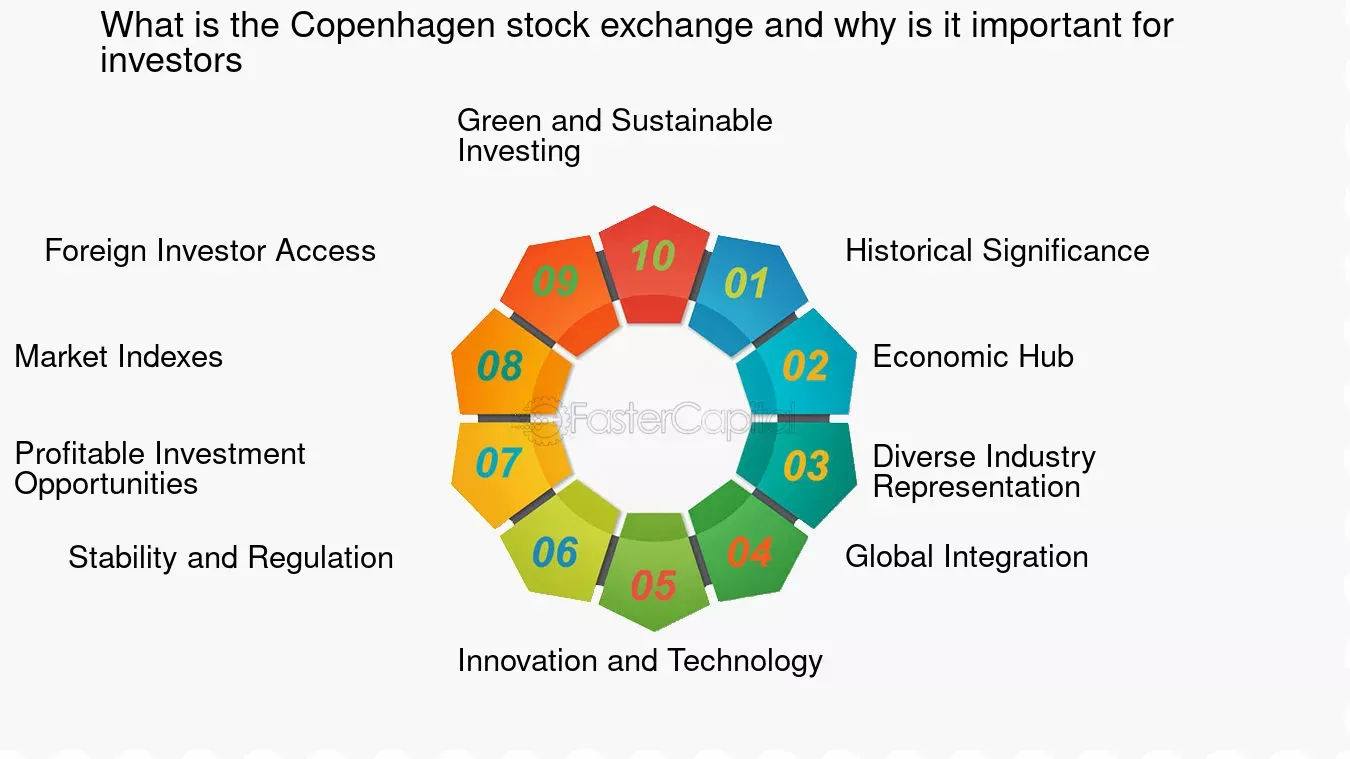 What is the Copenhagen stock exchange and why is it important for
investors
Green and Sustainable
Investing
Foreign Investor Access
Historical Significance
Market Indexes
Economic Hub
Profitable Investment
Opportunities
Diverse Industry
Representation
Stability and Regulation
Global Integration
Innovation and Technology
10
01
02
03
04
05
06
07
08
09
FasterCapital